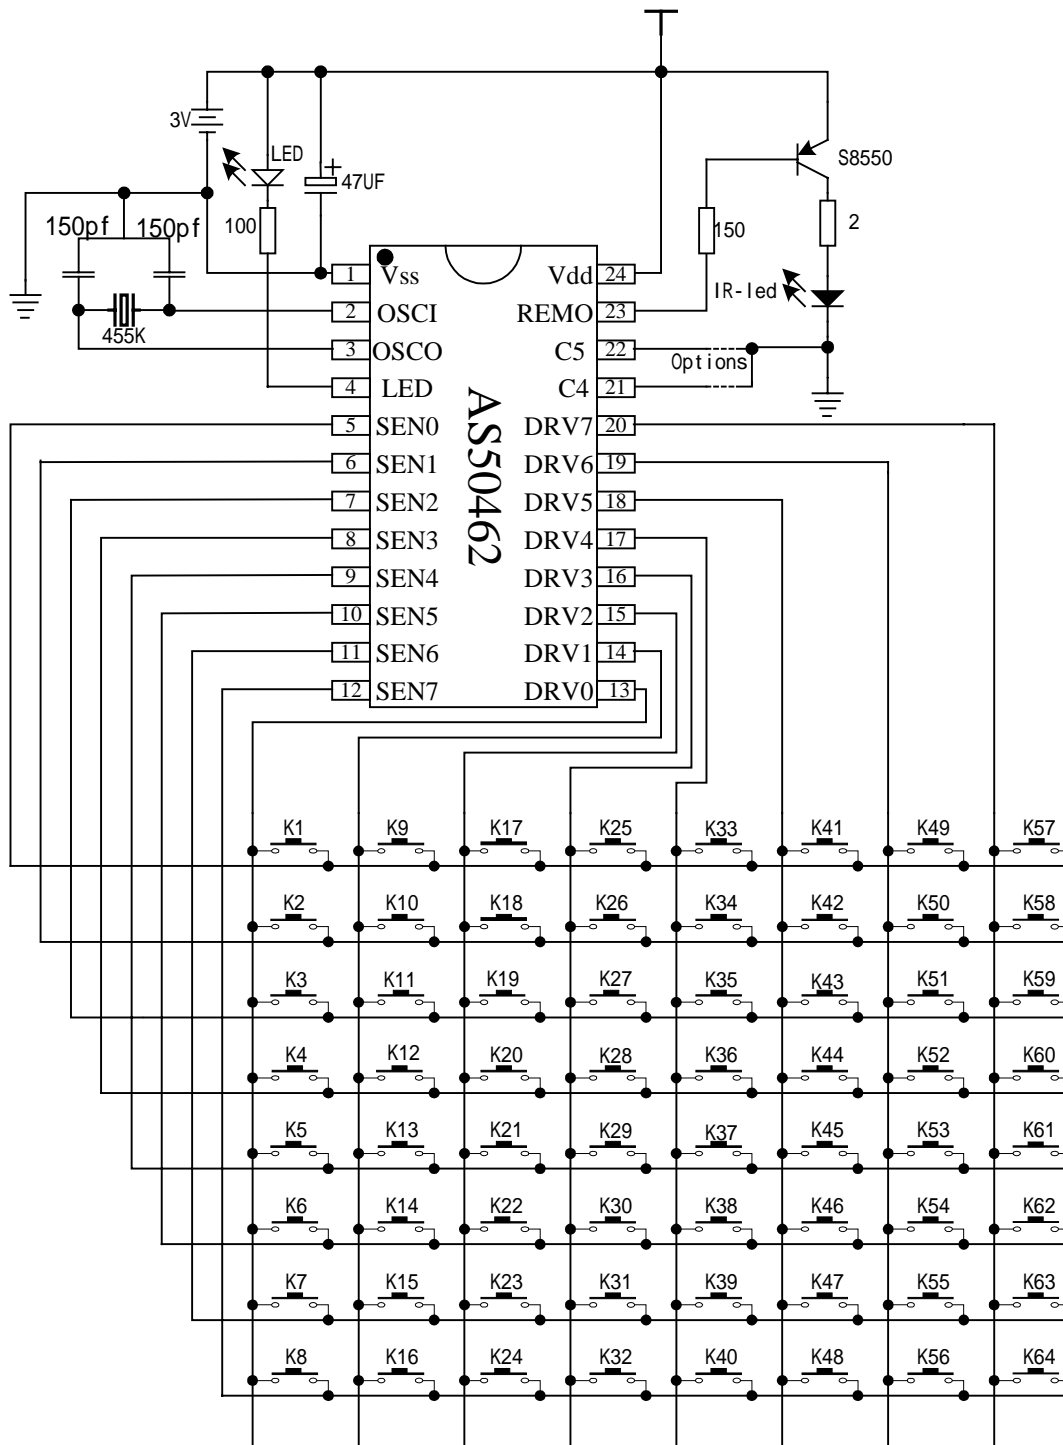 3V
LED
47UF
S8550
150pf
150pf
100
150
2
IR-led
455K
Options
AS50462
1 Vss
Vdd 24
2 OSCI
REMO 23
3 OSCO
C5 22
4 LED
C4 21
5 SEN0
DRV7 20
6 SEN1
DRV6 19
7 SEN2
DRV5 18
8 SEN3
DRV4 17
9 SEN4
DRV3 16
10 SEN5
DRV2 15
11 SEN6
DRV1 14
12 SEN7
DRV0 13
K1 K9 K17 K25 K33 K41 K49 K57
K2 K10 K18 K26 K34 K42 K50 K58
K3 K11 K19 K27 K35 K43 K51 K59
K4 K12 K20 K28 K36 K44 K52 K60
K5 K13 K21 K29 K37 K45 K53 K61
K6 K14 K22 K30 K38 K46 K54 K62
K7 K15 K23 K31 K39 K47 K55 K63
K8 K16 K24 K32 K40 K48 K56 K64